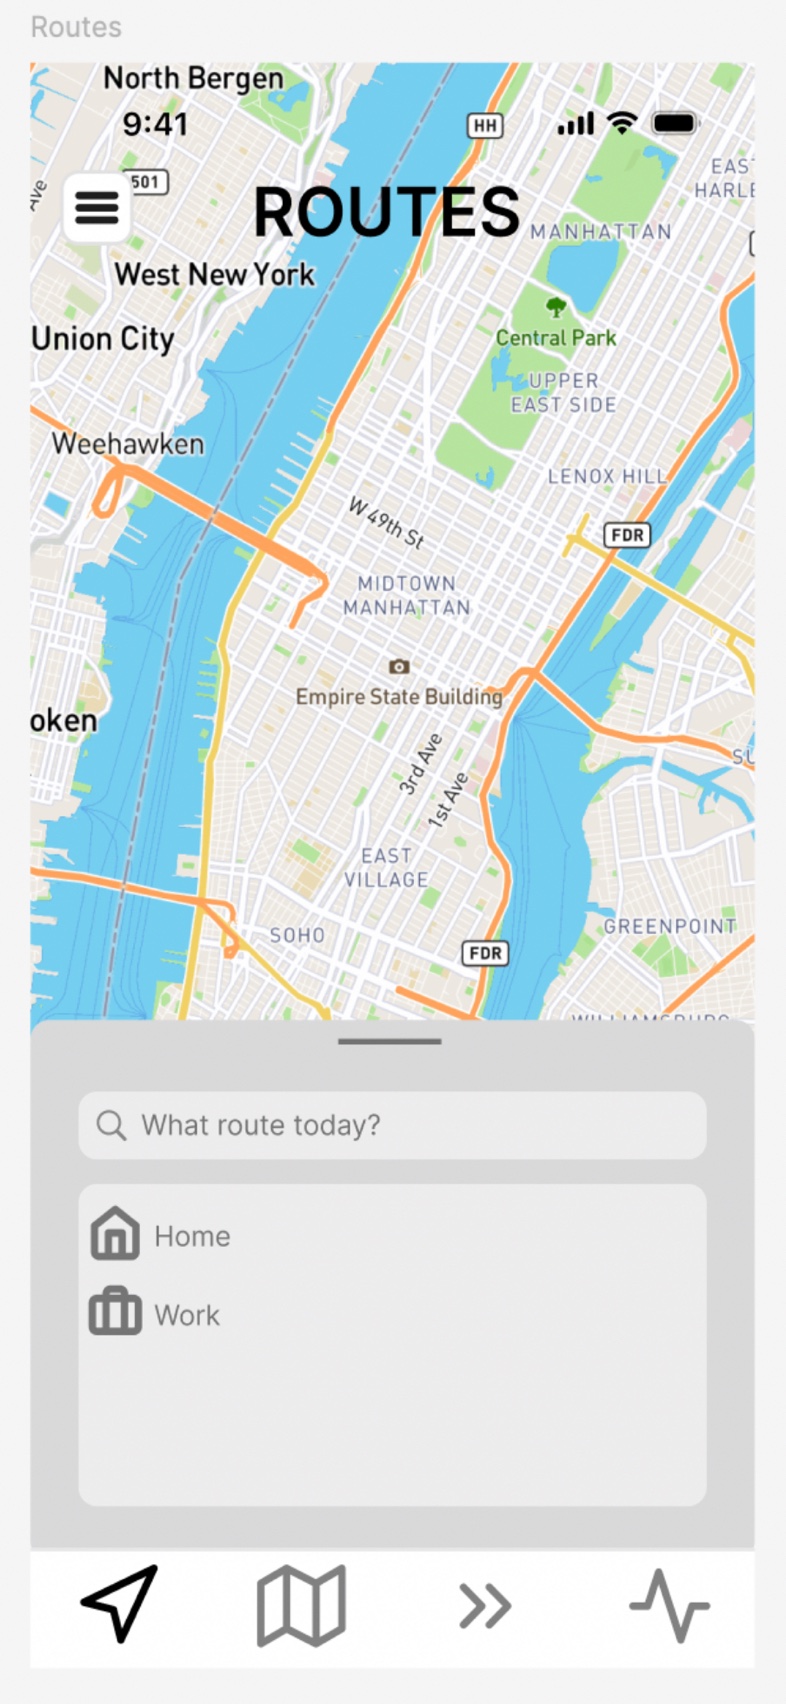 Routes
North Bergen
9:41
HH
501
Ave
ROUTES
MANHATTAN
West New York
Union City
Central Park
UPPER
EAST SIDE
Weehawken
LENOX HILL
W 49th St
FDR
MIDTOWN
MANHATTAN
Empire State Building
oken
3rd Ave
1st Ave
EAST
VILLAGE
SOHO
GREENPOINT
FDR
What route today?
Home
Work